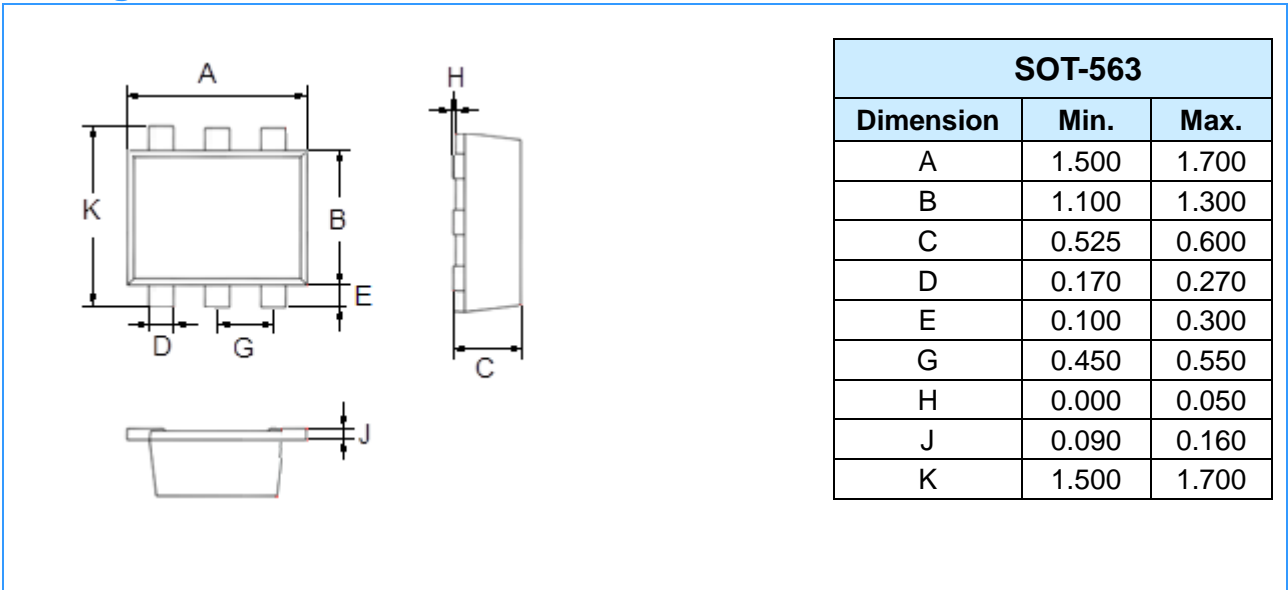 A
H
K
B
E
D
G
C
J
SOT-563
Dimension Min. Max.
A 1.500 1.700
B 1.100 1.300
C 0.525 0.600
D 0.170 0.270
E 0.100 0.300
G 0.450 0.550
H 0.000 0.050
J 0.090 0.160
K 1.500 1.700